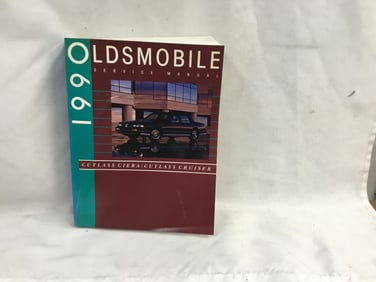 1990
OLDSMOBILE
SERVICE MANUAL
CUTLASS CIERA/CUTLASS CRUISER